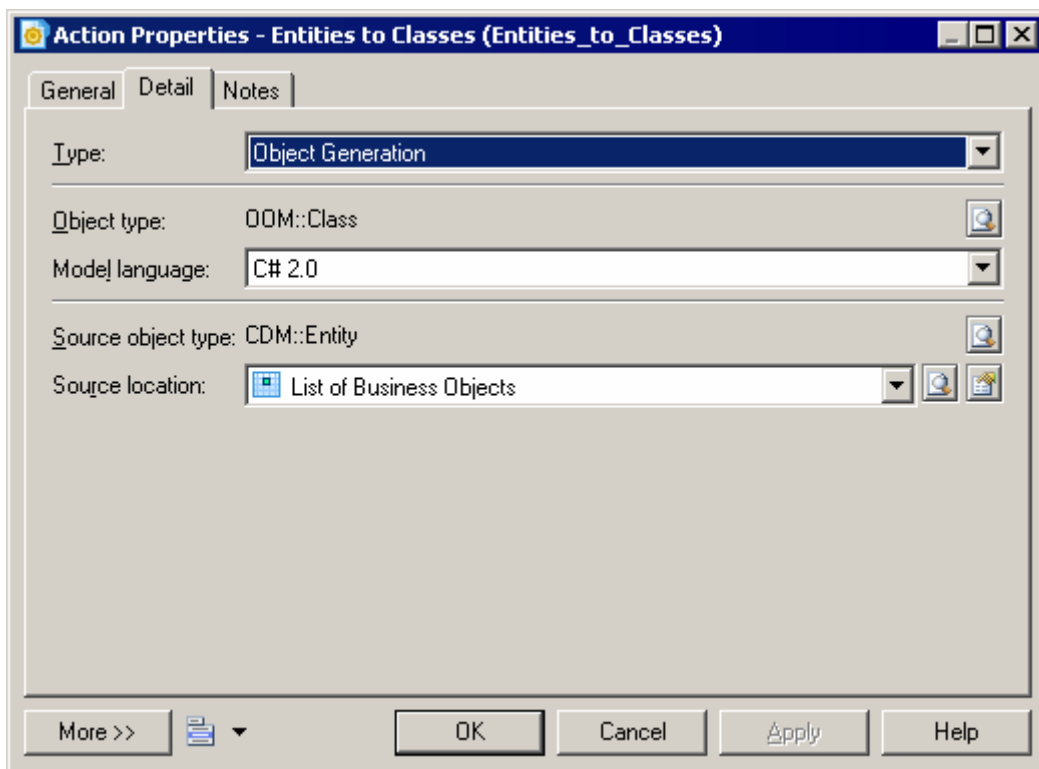 Action Properties - Entities to Classes (Entities_to_Classes)
General Detail Notes
Type: Object Generation
Object type: OOM::Class
Model language: C# 2.0
Source object type: CDM::Entity
Source location: List of Business Objects
More >> OK Cancel Apply Help